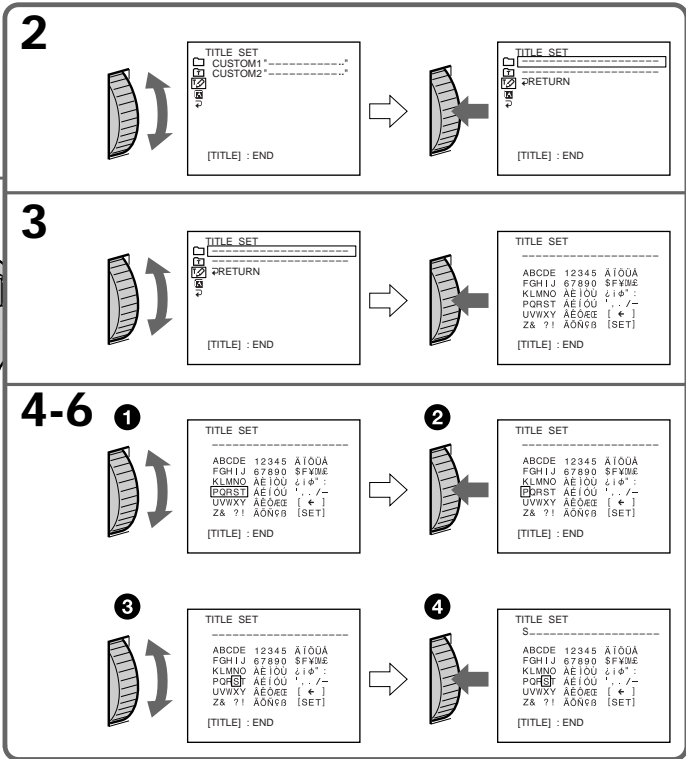 2
TITLE SET
CUSTOM1"------------"
CUSTOM2"------------"
[TITLE] : END
TITLE SET
--------------------
--------------------
RETURN
[TITLE] : END
3
TITLE SET
--------------------
--------------------
RETURN
[TITLE] : END
TITLE SET
--------------------
ABCDE 12345 ÄÏÖÜÅ
FGHIJ 67890 $F¥DM£
KLMNO ÀÈÌÒÙ ¿¡ø":
PQRST ÁÉÍÓÚ ',./–
UVWXY ÂÊÔÆŒ [ ← ]
Z& ?! ÃÕÑÇß [SET]
[TITLE] : END
4-6
1
TITLE SET
--------------------
ABCDE 12345 ÄÏÖÜÅ
FGHIJ 67890 $F¥DM£
KLMNO ÀÈÌÒÙ ¿¡ø":
PQRST ÁÉÍÓÚ ',./–
UVWXY ÂÊÔÆŒ [ ← ]
Z& ?! ÃÕÑÇß [SET]
[TITLE] : END
2
TITLE SET
--------------------
ABCDE 12345 ÄÏÖÜÅ
FGHIJ 67890 $F¥DM£
KLMNO ÀÈÌÒÙ ¿¡ø":
PQRST ÁÉÍÓÚ ',./–
UVWXY ÂÊÔÆŒ [ ← ]
Z& ?! ÃÕÑÇß [SET]
[TITLE] : END
3
TITLE SET
--------------------
ABCDE 12345 ÄÏÖÜÅ
FGHIJ 67890 $F¥DM£
KLMNO ÀÈÌÒÙ ¿¡ø":
PQRST ÁÉÍÓÚ ',./–
UVWXY ÂÊÔÆŒ [ ← ]
Z& ?! ÃÕÑÇß [SET]
[TITLE] : END
4
TITLE SET
S-------------------
ABCDE 12345 ÄÏÖÜÅ
FGHIJ 67890 $F¥DM£
KLMNO ÀÈÌÒÙ ¿¡ø":
PQRST ÁÉÍÓÚ ',./–
UVWXY ÂÊÔÆŒ [ ← ]
Z& ?! ÃÕÑÇß [SET]
[TITLE] : END